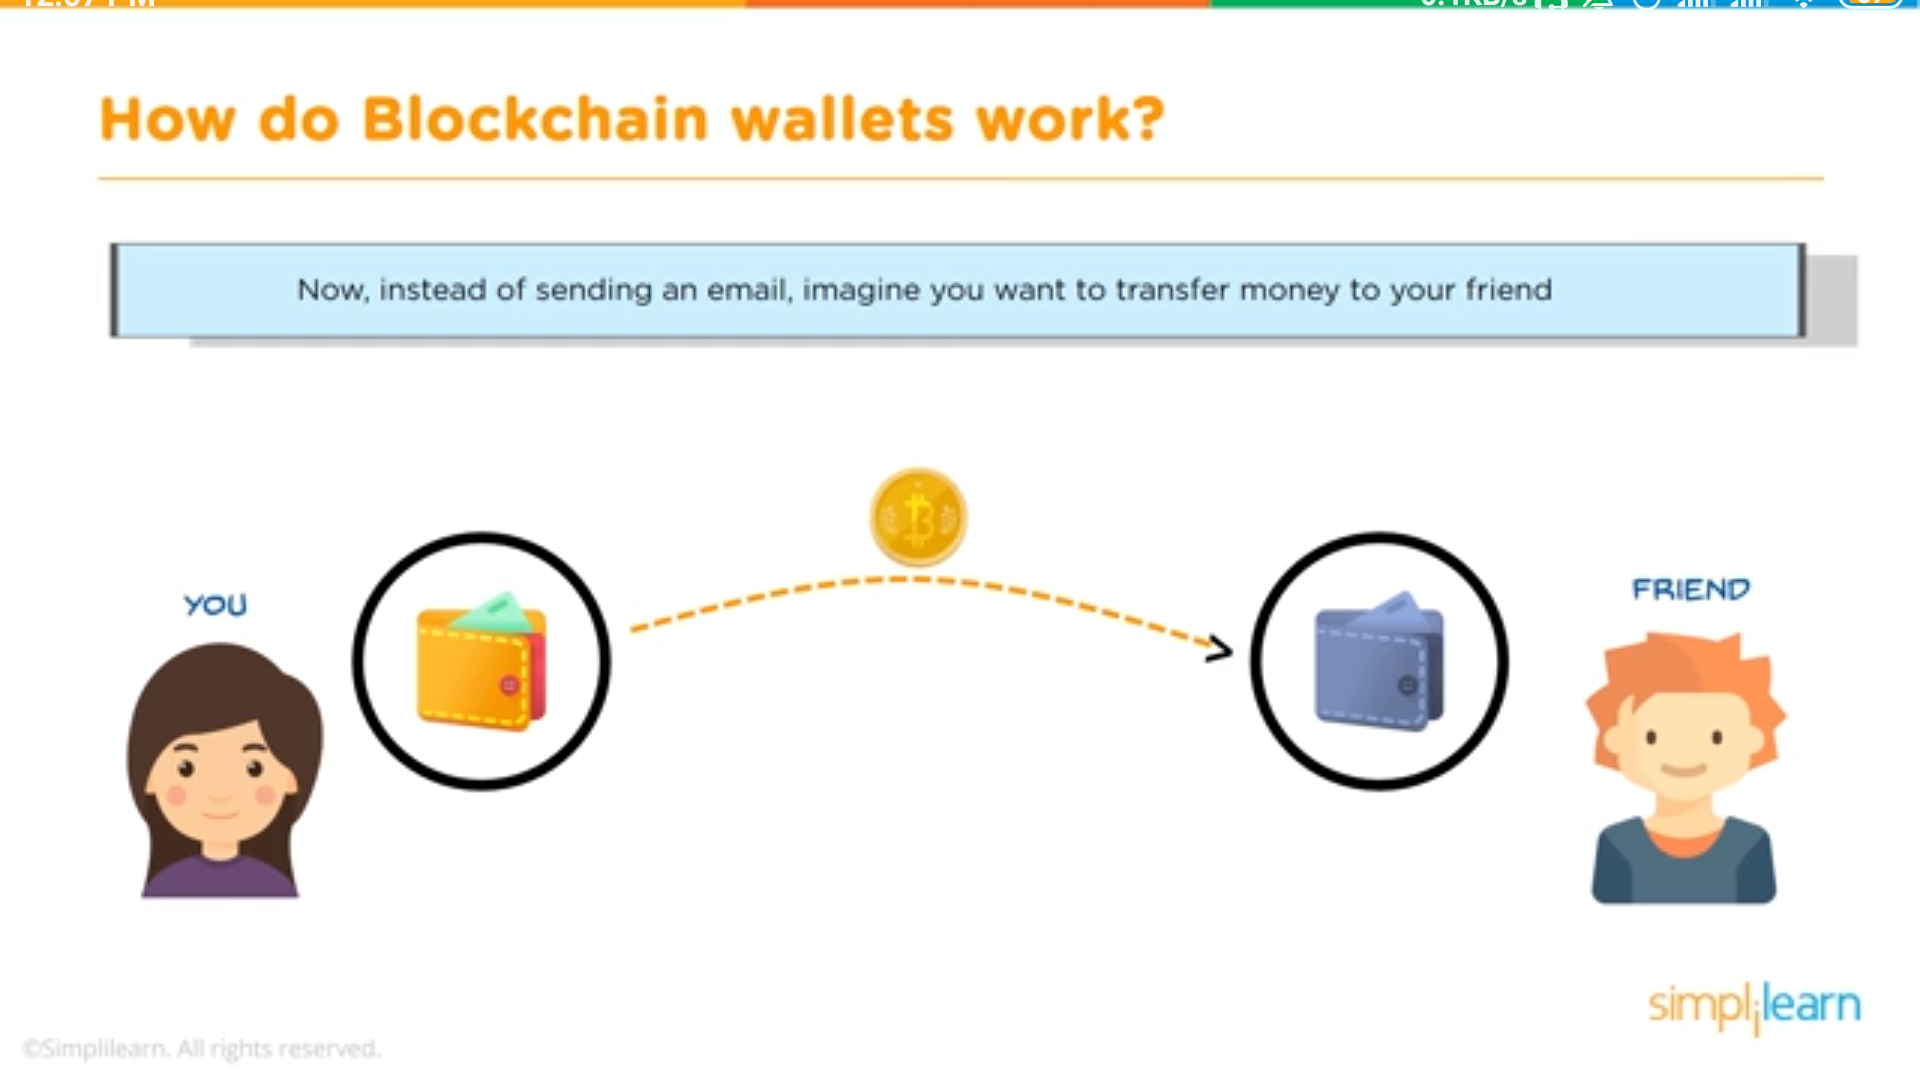 How do Blockchain wallets work?
Now, instead of sending an email, imagine you want to transfer money to your friend
YOU
FRIEND
simplilearn
©Simplilearn. All rights reserved.